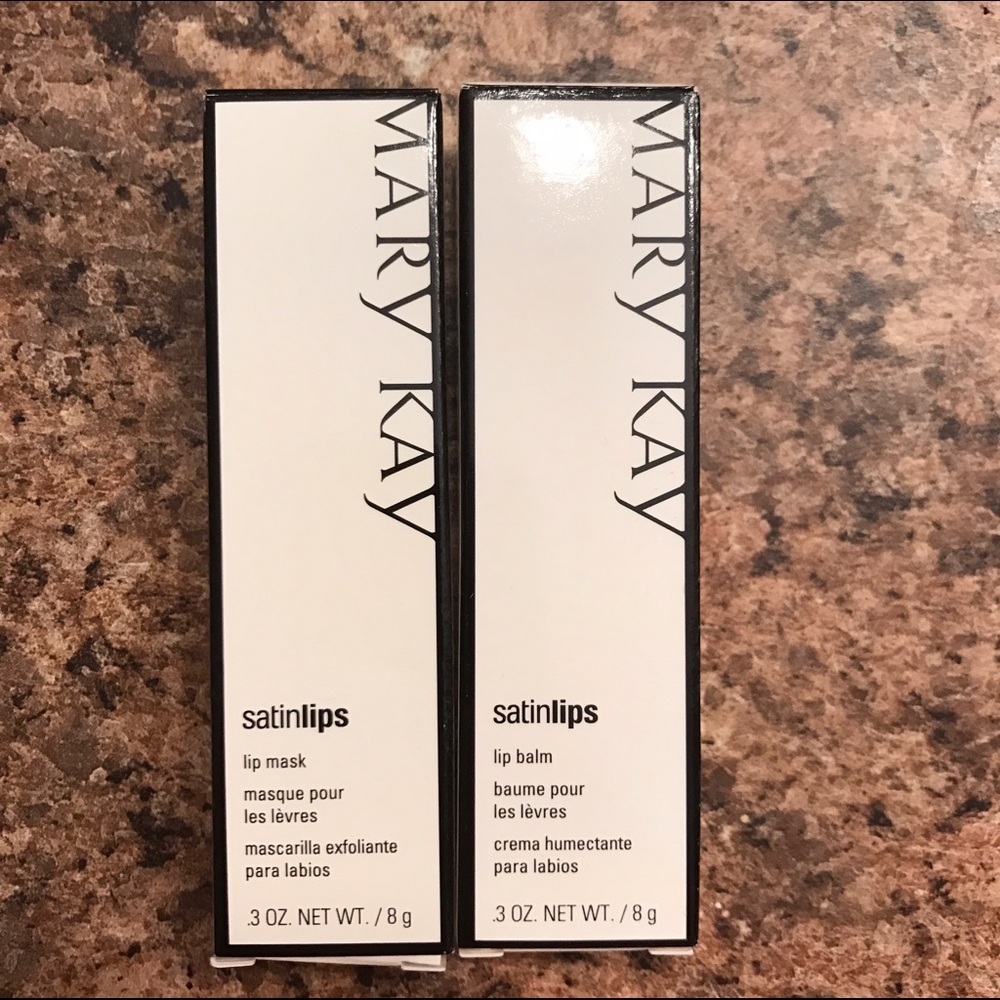 MARY KAY
satinlips
lip mask
masque pour
les lèvres
mascarilla exfoliante
para labios
.3 OZ. NET WT. / 8 g
MARY KAY
satinlips
lip balm
baume pour
les lèvres
crema humectante
para labios
.3 OZ. NET WT. / 8 g